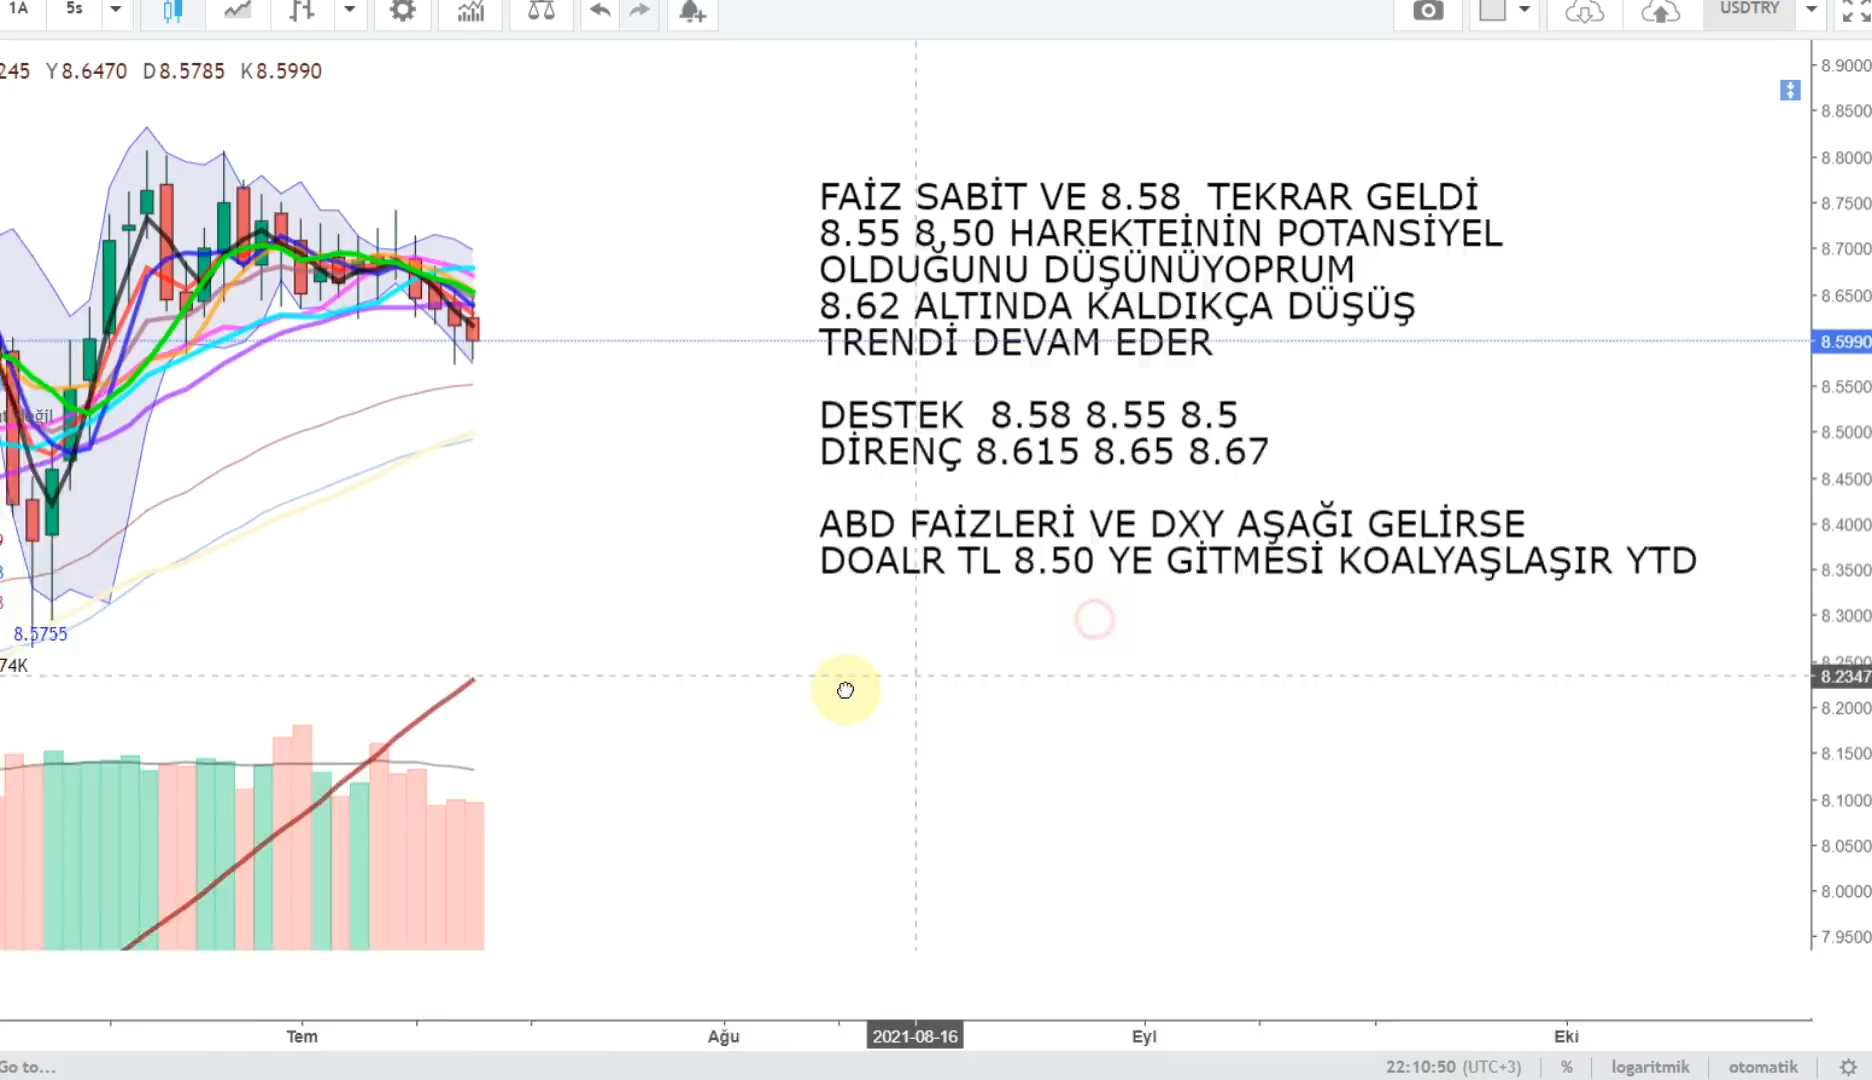 1A 5s USDTRY
245 Y8.6470 D8.5785 K8.5990
8.9000
8.8500
8.8000
FAİZ SABİT VE 8.58 TEKRAR GELDİ
8.7500
8.55 8,50 HAREKTEİNİN POTANSİYEL
8.7000
OLDUĞUNU DÜŞÜNÜYOPRUM
8.6500
8.62 ALTINDA KALDIKÇA DÜŞÜŞ
TRENDİ DEVAM EDER
8.5990
8.5500
DESTEK 8.58 8.55 8.5
8.5000
DİRENÇ 8.615 8.65 8.67
8.4500
ABD FAİZLERİ VE DXY AŞAĞI GELİRSE
8.4000
DOALR TL 8.50 YE GİTMESİ KOALYAŞLAŞIR YTD
8.3500
8.3000
8.5755
74K
8.2500
8.2347
8.2000
8.1500
8.1000
8.0500
8.0000
7.9500
Tem Ağu 2021-08-16 Eyl Eki
Go to... 22:10:50 (UTC+3) % logaritmik otomatik